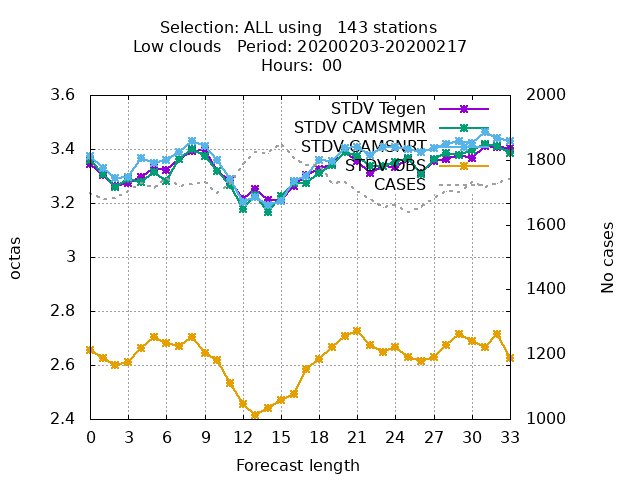 Selection: ALL using   143 stations
Low clouds   Period: 20200203-20200217
Hours:  00
3.6
3.4
3.2
3
2.8
2.6
2.4
octas
2000
1800
1600
1400
1200
1000
No cases
STDV Tegen
STDV CAMSMMR
STDV CAMSNRT
STDV OBS
CASES
0 3 6 9 12 15 18 21 24 27 30 33
Forecast length